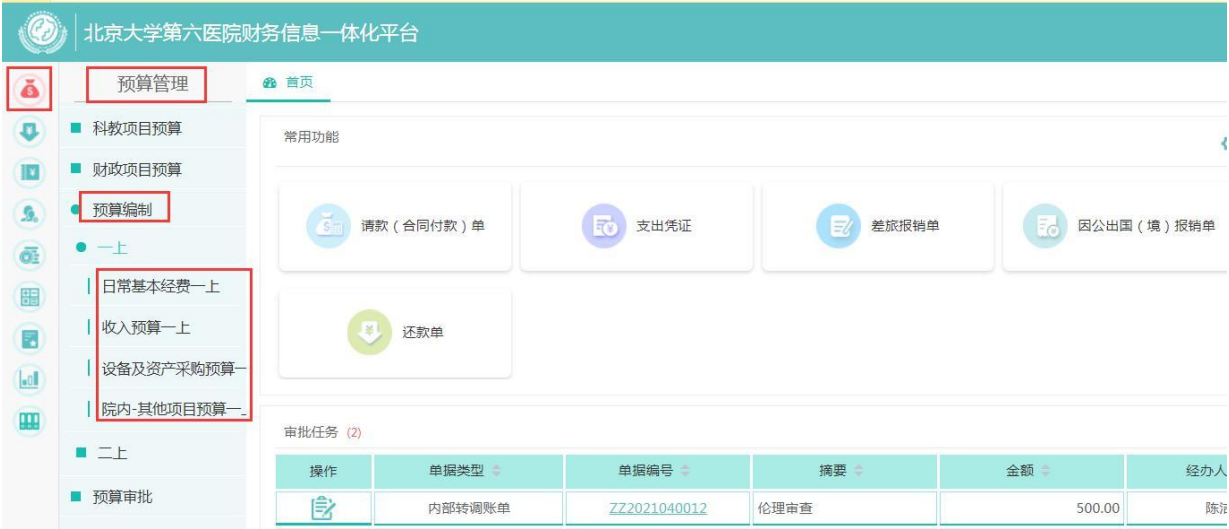 北京大学第六医院财务信息一体化平台
预算管理
首页
科教项目预算
财政项目预算
预算编制
一上
日常基本经费一上
收入预算一上
设备及资产采购预算一
院内-其他项目预算一
二上
预算审批
常用功能
请款（合同付款）单
支出凭证
差旅报销单
因公出国（境）报销单
还款单
审批任务 (2)
操作 单据类型 单据编号 摘要 金额 经办人
内部转调账单 ZZ2021040012 伦理审查 500.00 陈